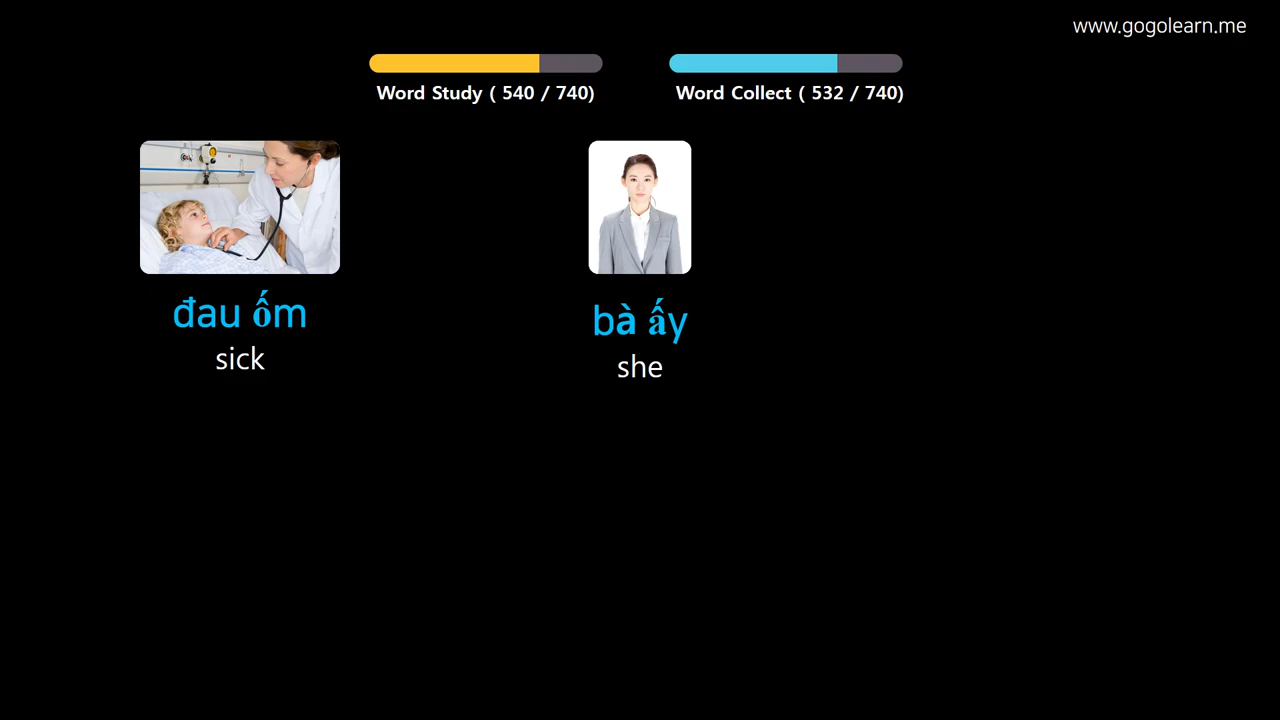 www.gogolearn.me
Word Study ( 540 / 740)
Word Collect ( 532 / 740)
đau ốm
sick
bà ấy
she